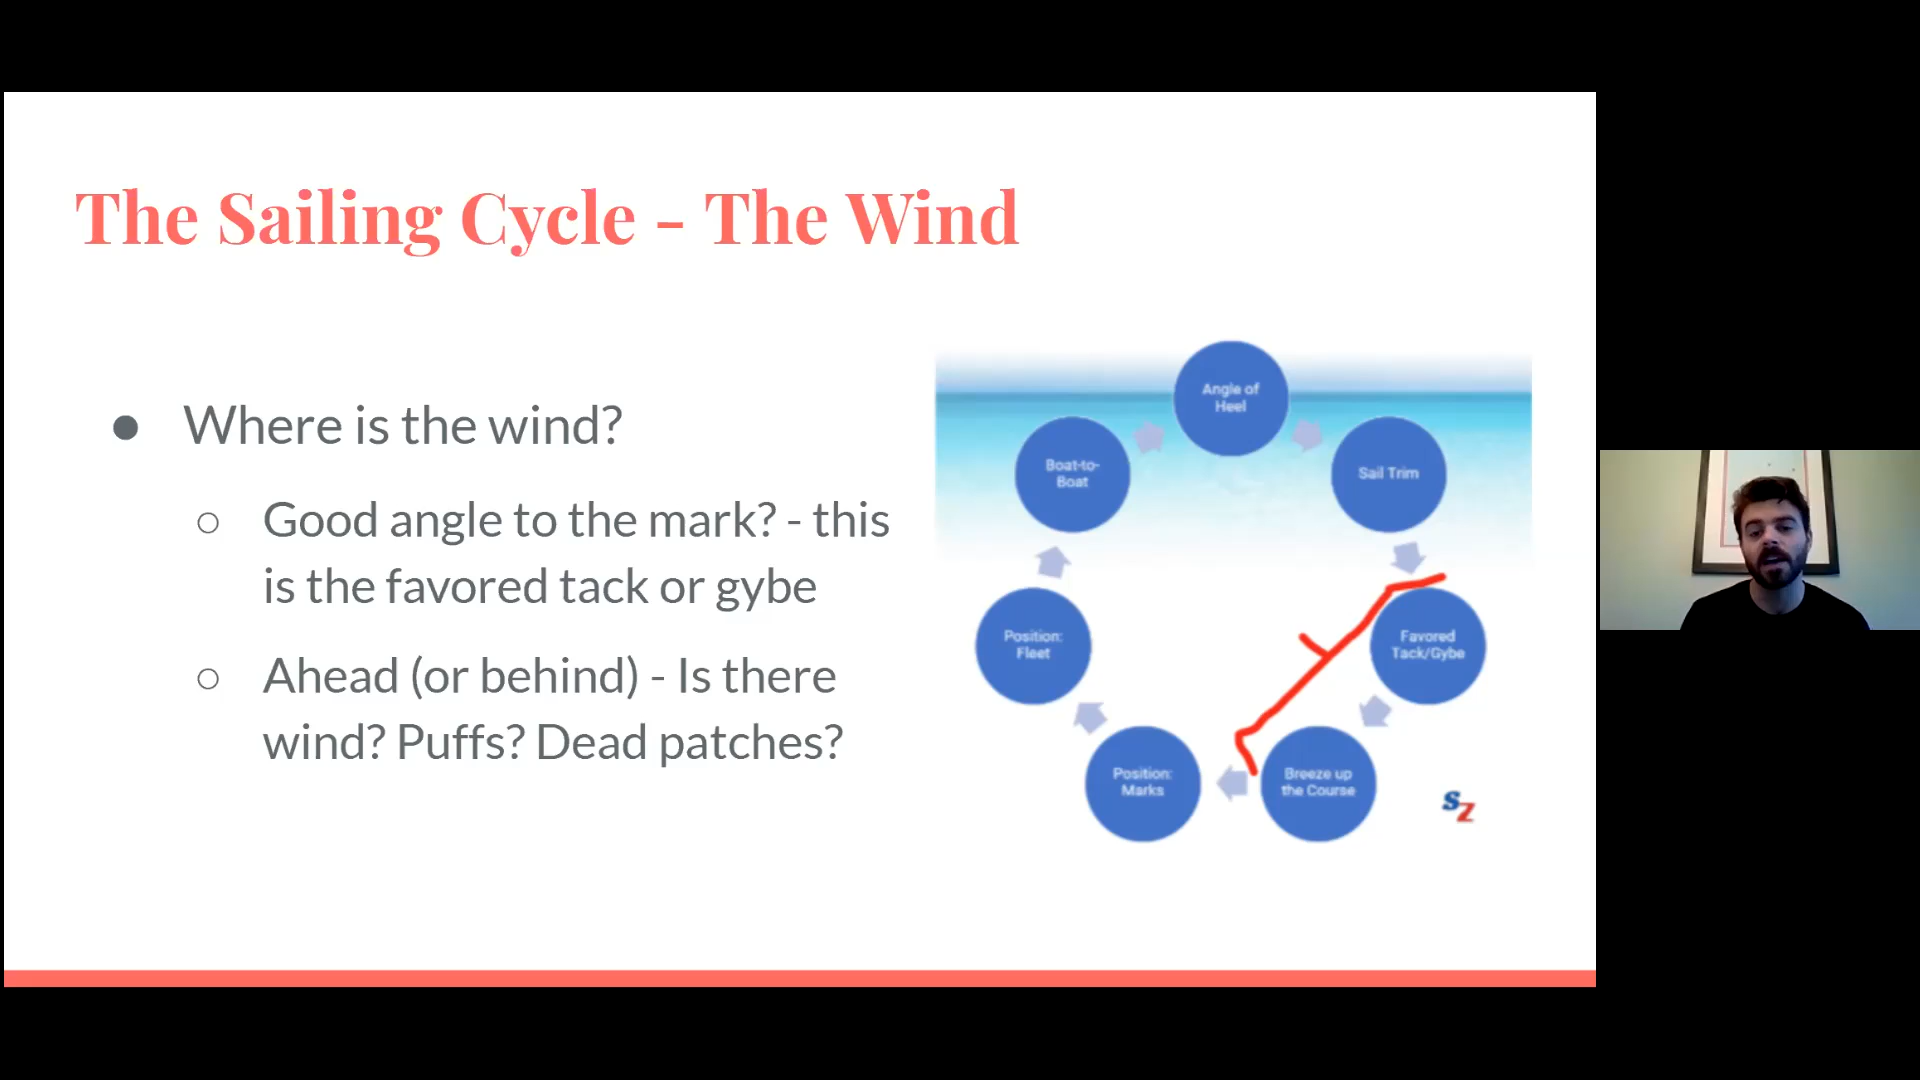 The Sailing Cycle - The Wind
● Where is the wind?
○ Good angle to the mark? - this
is the favored tack or gybe
○ Ahead (or behind) - Is there
wind? Puffs? Dead patches?
Angle of
Heel
Sail Trim
Favored
Tack/Gybe
Breeze up
the Course
Position:
Marks
Position:
Fleet
Boat-to-
Boat
SZ